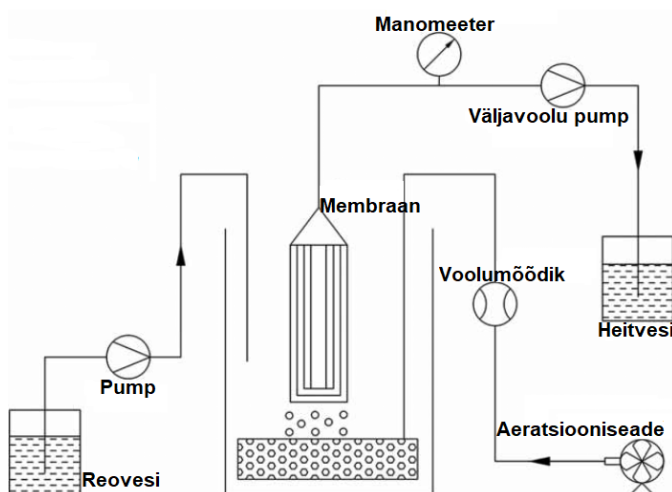 Manomeeter
Väljavoolu pump
Membraan
Voolumõõdik
Heitvesi
Pump
Aeratsiooniseade
Reovesi